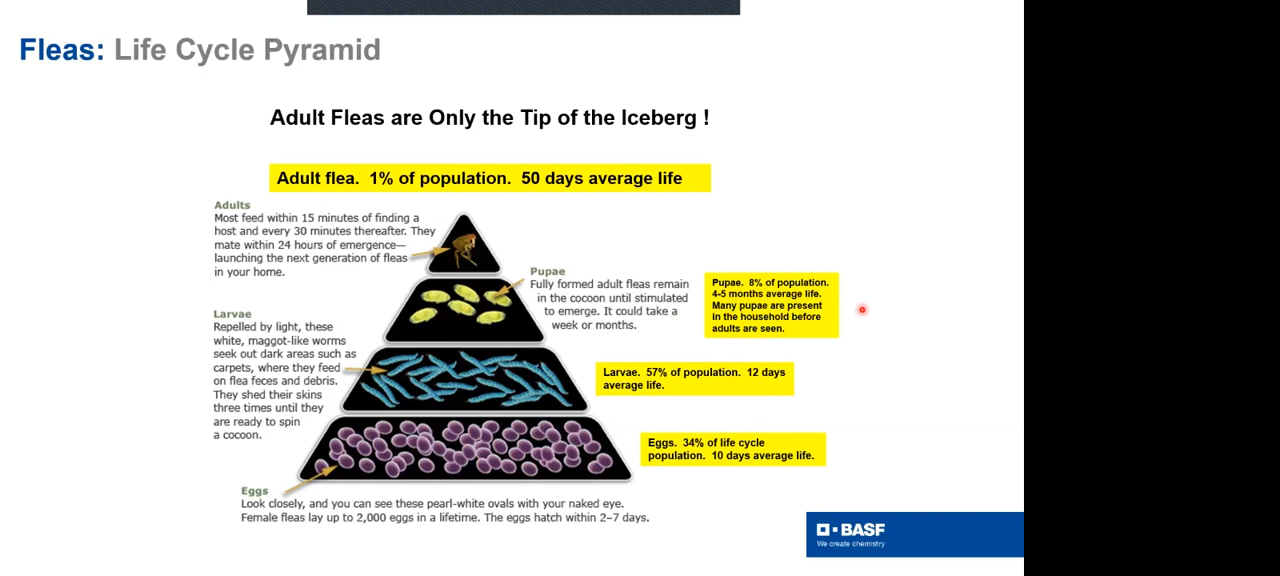 Fleas: Life Cycle Pyramid
Adult Fleas are Only the Tip of the Iceberg !
Adult flea. 1% of population. 50 days average life
Adults
Most feed within 15 minutes of finding a
host and every 30 minutes thereafter. They
mate within 24 hours of emergence—
launching the next generation of fleas
in your home.
Pupae
Fully formed adult fleas remain
in the cocoon until stimulated
to emerge. It could take a
week or months.
Pupae. 8% of population.
4-5 months average life.
Many pupae are present
in the household before
adults are seen.
Larvae
Repelled by light, these
white, maggot-like worms
seek out dark areas such as
carpets, where they feed
on flea feces and debris.
They shed their skins
three times until they
are ready to spin
a cocoon.
Larvae. 57% of population. 12 days
average life.
Eggs. 34% of life cycle
population. 10 days average life.
Eggs
Look closely, and you can see these pearl-white ovals with your naked eye.
Female fleas lay up to 2,000 eggs in a lifetime. The eggs hatch within 2–7 days.
BASF
We create chemistry